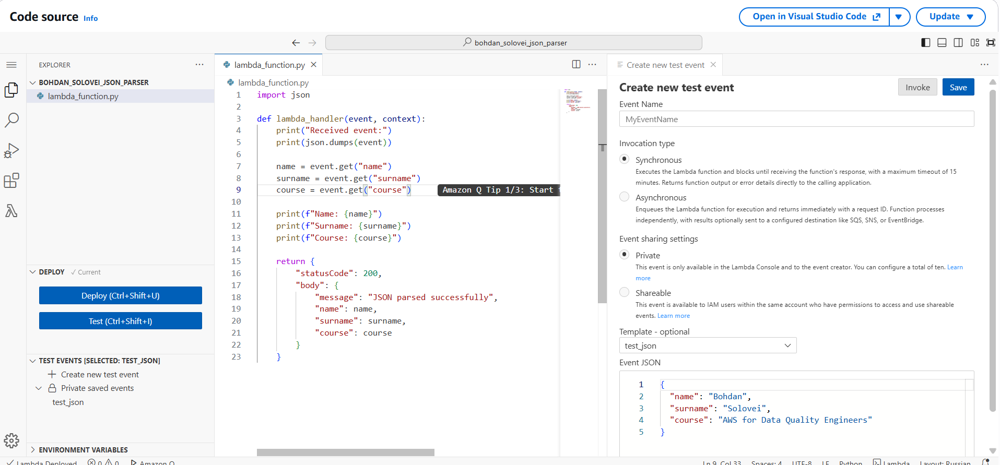 Code source Info
Open in Visual Studio Code
Update
bohdan_solovei_json_parser
EXPLORER
BOHDAN_SOLOVEI_JSON_PARSER
lambda_function.py
DEPLOY Current
Deploy (Ctrl+Shift+U)
Test (Ctrl+Shift+I)
TEST EVENTS [SELECTED: TEST_JSON]
Create new test event
Private saved events
test_json
ENVIRONMENT VARIABLES
lambda_function.py
lambda_function.py
1 import json
2
3 def lambda_handler(event, context):
4 print("Received event:")
5 print(json.dumps(event))
6
7 name = event.get("name")
8 surname = event.get("surname")
9 course = event.get("course") Amazon Q Tip 1/3: Start
10
11 print(f"Name: {name}")
12 print(f"Surname: {surname}")
13 print(f"Course: {course}")
14
15 return {
16 "statusCode": 200,
17 "body": {
18 "message": "JSON parsed successfully",
19 "name": name,
20 "surname": surname,
21 "course": course
22 }
23 }
Create new test event
Create new test event
Invoke
Save
Event Name
MyEventName
Invocation type
Synchronous
Executes the Lambda function and blocks until receiving the function's response, with a maximum timeout of 15
minutes. Returns function output or error details directly to the calling application.
Asynchronous
Enqueues the Lambda function for execution and returns immediately with a request ID. Function processes
independently, with results optionally sent to a configured destination like SQS, SNS, or EventBridge.
Event sharing settings
Private
This event is only available in the Lambda Console and to the event creator. You can configure a total of ten. Learn
more
Shareable
This event is available to IAM users within the same account who have permissions to access and use shareable
events. Learn more
Template - optional
test_json
Event JSON
1 {
2 "name": "Bohdan",
3 "surname": "Solovei",
4 "course": "AWS for Data Quality Engineers"
5 }
Lambda Deployed 0 0 Amazon Q
Ln 9, Col 33 Spaces: 4 UTF-8 LF Python Lambda Layout: Russian